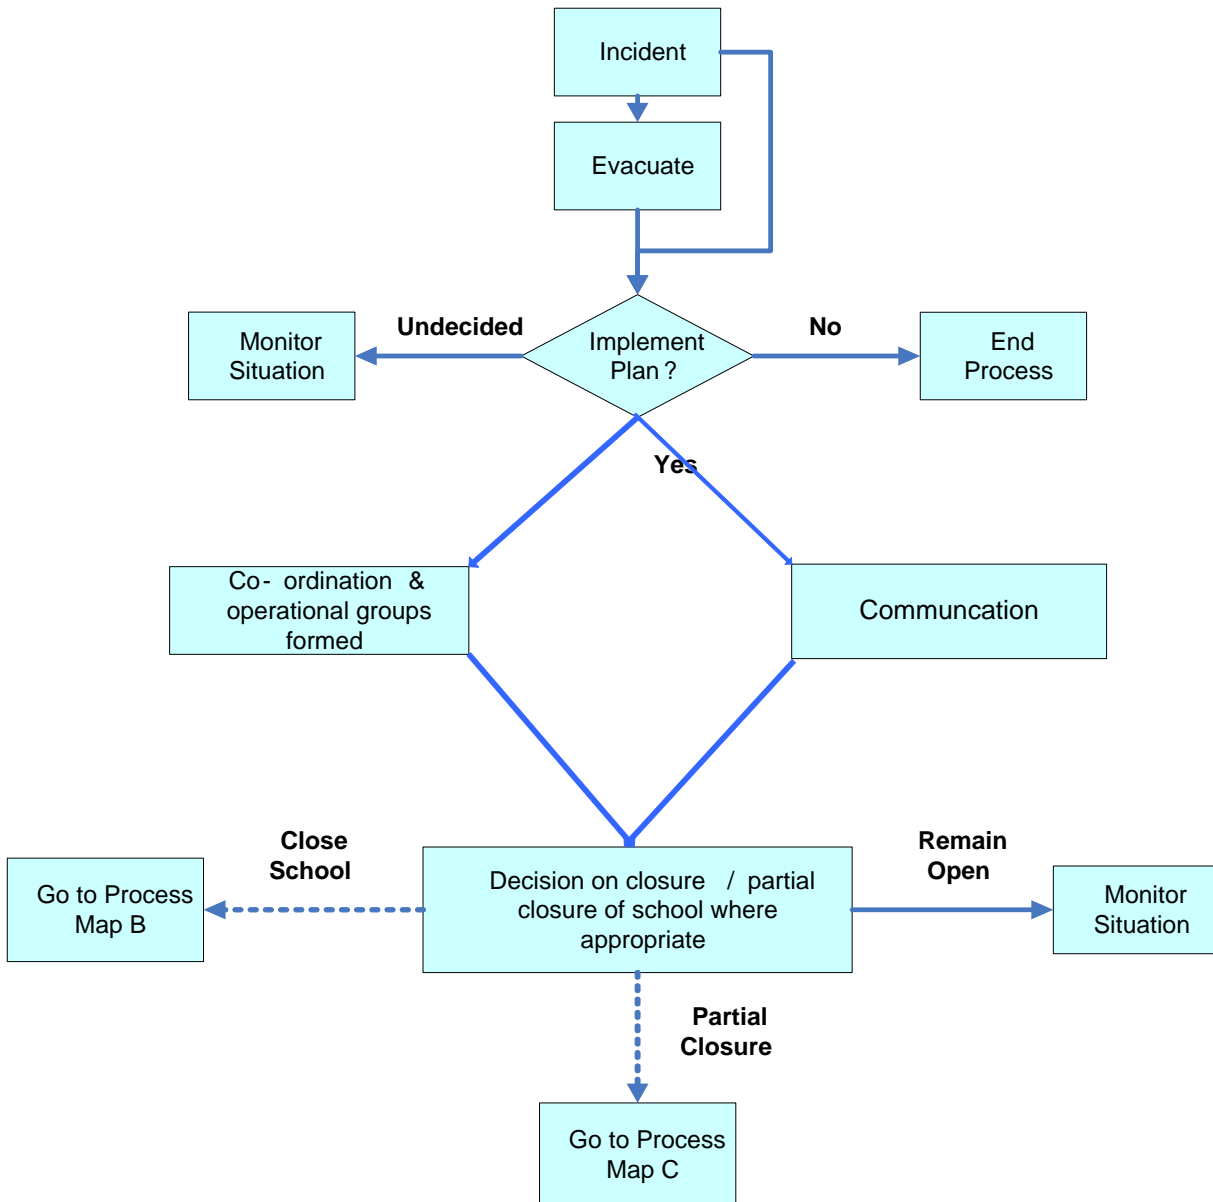 Incident
Evacuate
Undecided
No
Monitor
Situation
Implement
Plan ?
End
Process
Yes
Co- ordination &
operational groups
formed
Communcation
Close
School
Remain
Open
Go to Process
Map B
Decision on closure / partial
closure of school where
appropriate
Monitor
Situation
Partial
Closure
Go to Process
Map C